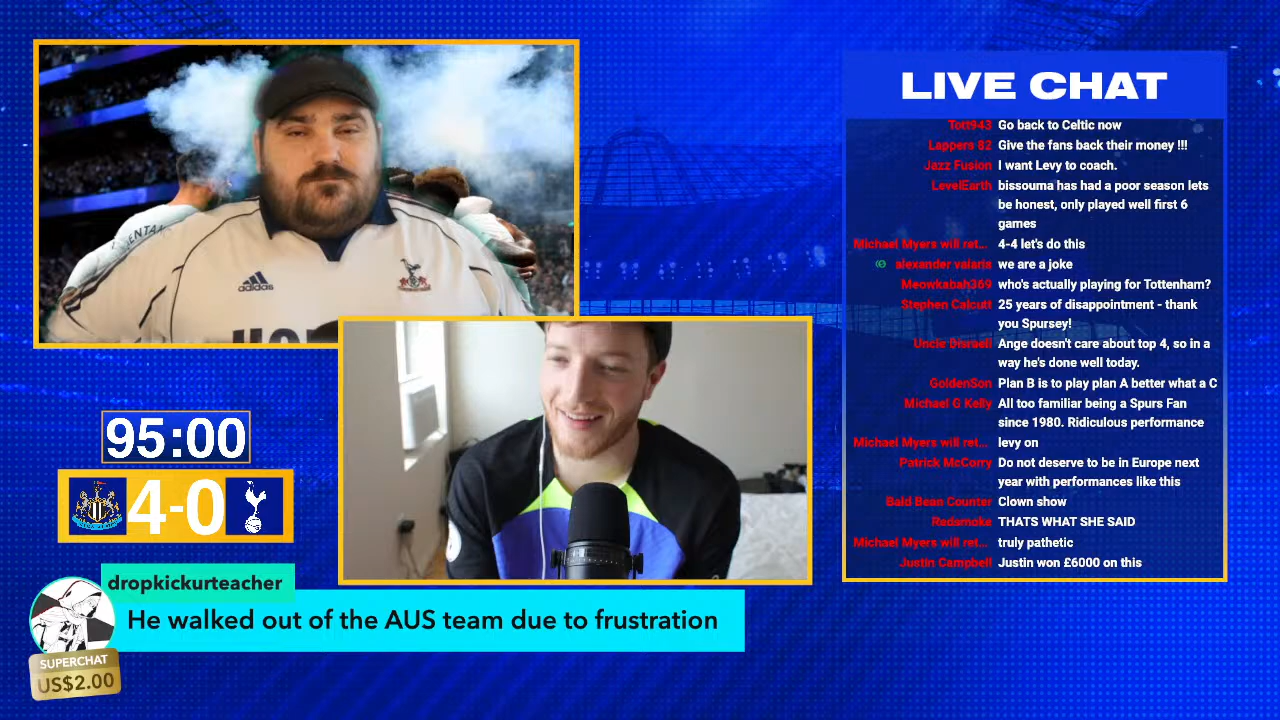 ENTAN
adidas
95:00
4-0
dropkickurteacher
He walked out of the AUS team due to frustration
SUPERCHAT
US$2.00
LIVE CHAT
Tott943 Go back to Celtic now
Lappers 82 Give the fans back their money !!!
Jazz Fusion I want Levy to coach.
LevelEarth bissouma has had a poor season lets
be honest, only played well first 6
games
Michael Myers will ret... 4-4 let's do this
alexander valaris we are a joke
Meowkabah369 who's actually playing for Tottenham?
Stephen Calcutt 25 years of disappointment - thank
you Spursey!
Uncle Disraeli Ange doesn't care about top 4, so in a
way he's done well today.
GoldenSon Plan B is to play plan A better what a C
Michael G Kelly All too familiar being a Spurs Fan
since 1980. Ridiculous performance
Michael Myers will ret... levy on
Patrick McCorry Do not deserve to be in Europe next
year with performances like this
Bald Bean Counter Clown show
Redsmoke THATS WHAT SHE SAID
Michael Myers will ret... truly pathetic
Justin Campbell Justin won £6000 on this